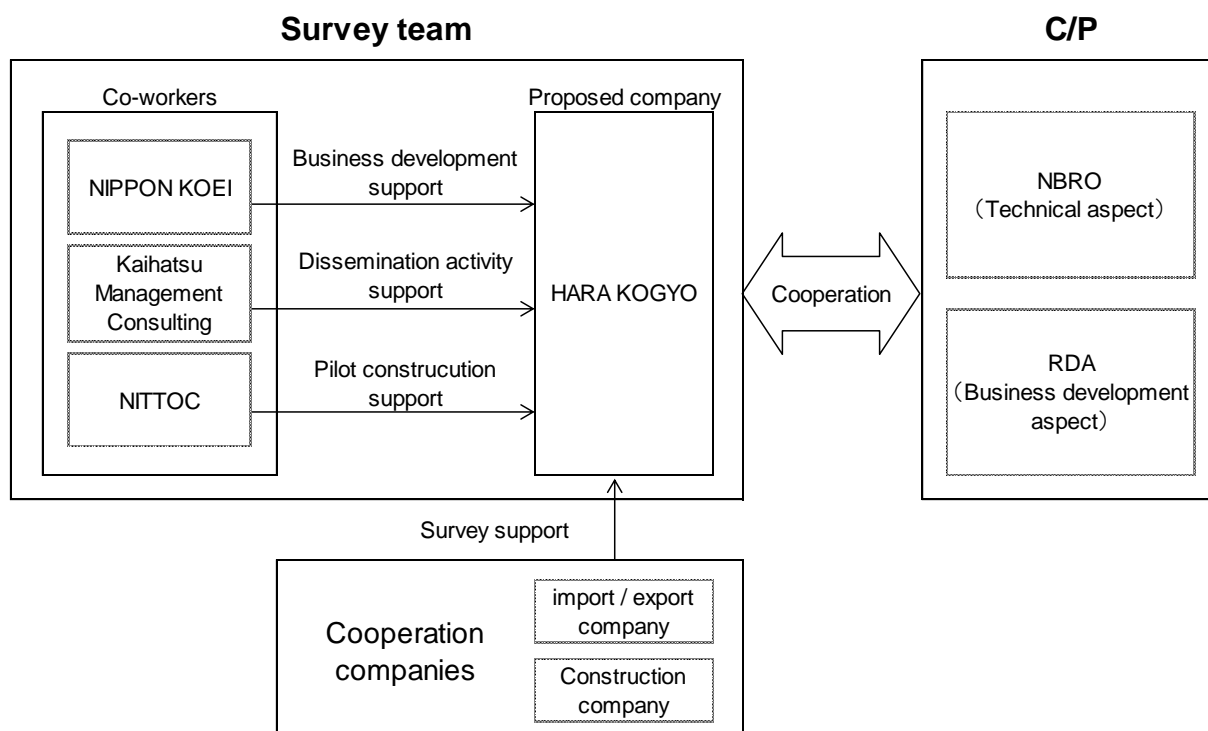 Survey team
C/P
Co-workers
Proposed company
NIPPON KOEI
Business development
support
Kaihatsu
Management
Consulting
Dissemination activity
support
NITTOC
Pilot construcution
support
HARA KOGYO
Cooperation
NBRO
（Technical aspect）
RDA
（Business development
aspect）
Survey support
Cooperation
companies
import / export
company
Construction
company